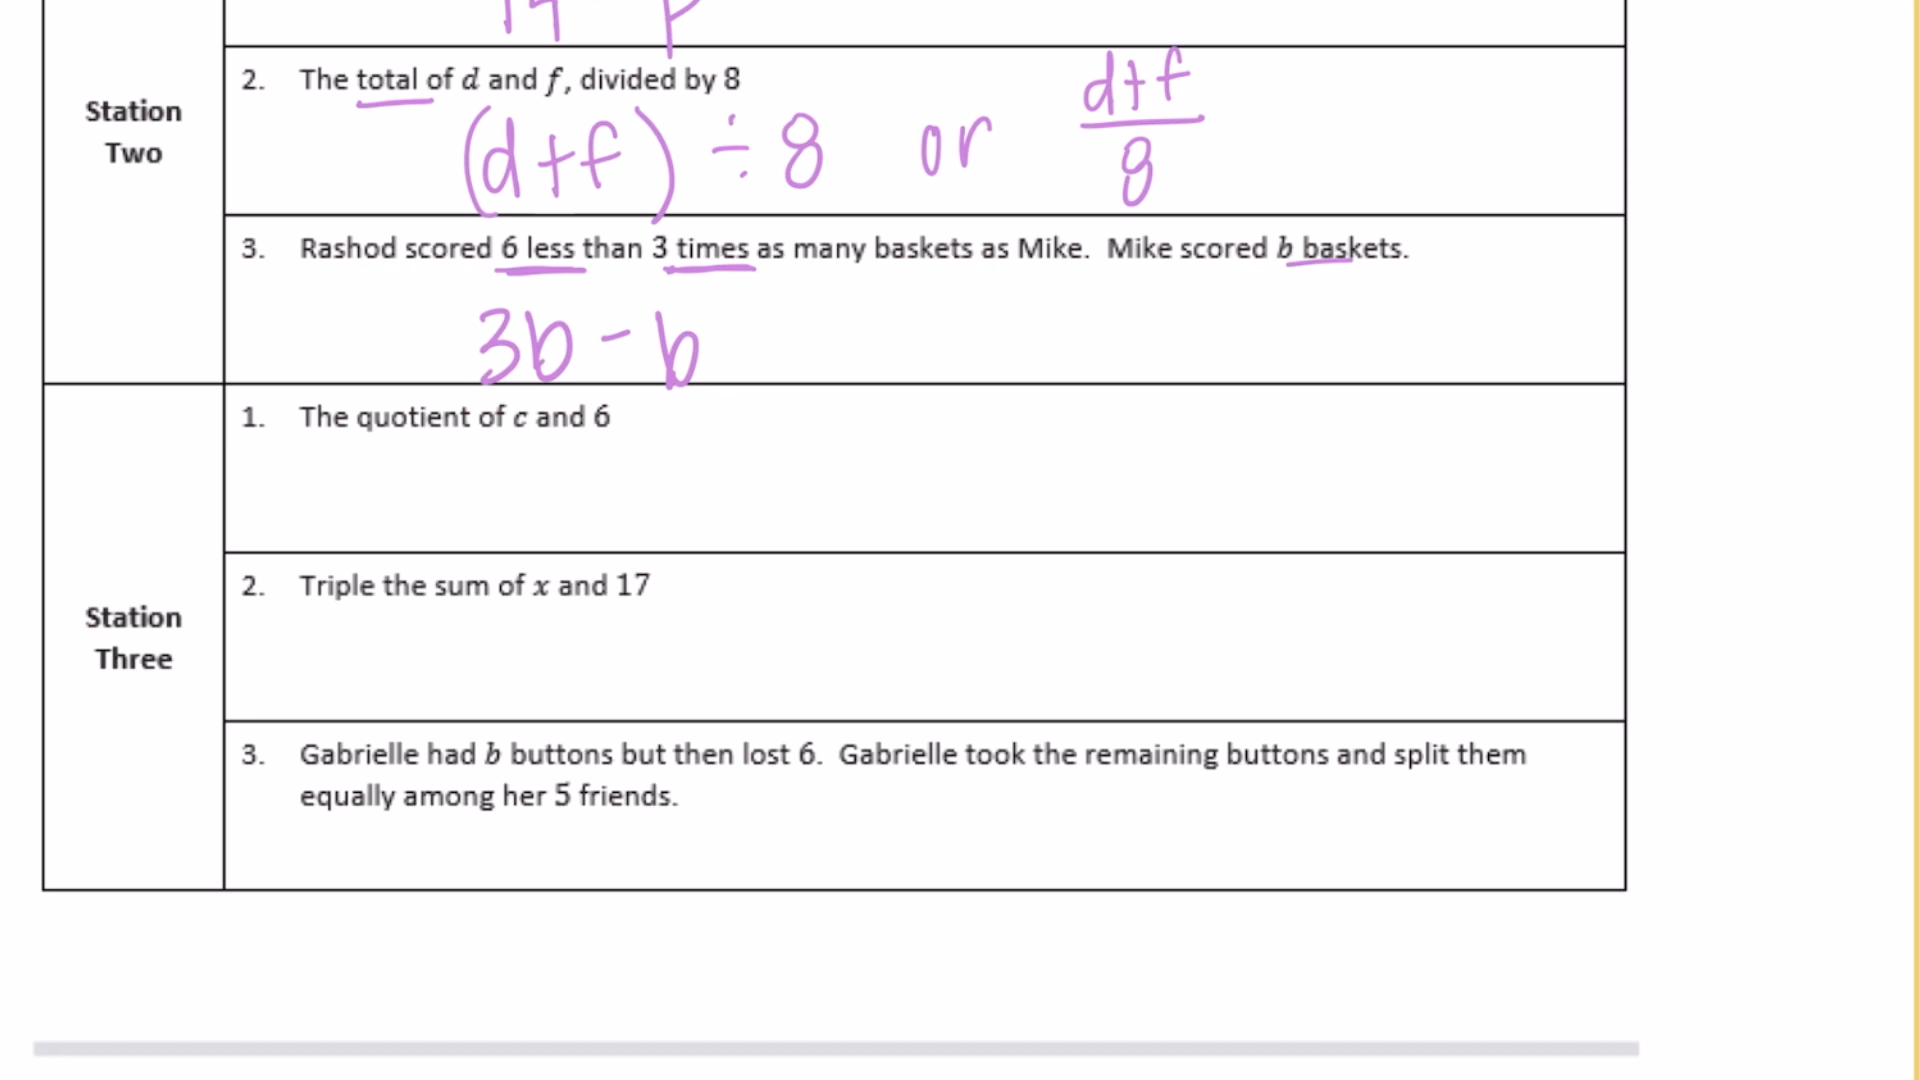 2. The total of d and f, divided by 8
(d+f) ÷ 8 or d+f/8
Station
Two
3. Rashod scored 6 less than 3 times as many baskets as Mike. Mike scored b baskets.
3b - b
Station
Three
1. The quotient of c and 6
2. Triple the sum of x and 17
3. Gabrielle had b buttons but then lost 6. Gabrielle took the remaining buttons and split them
equally among her 5 friends.